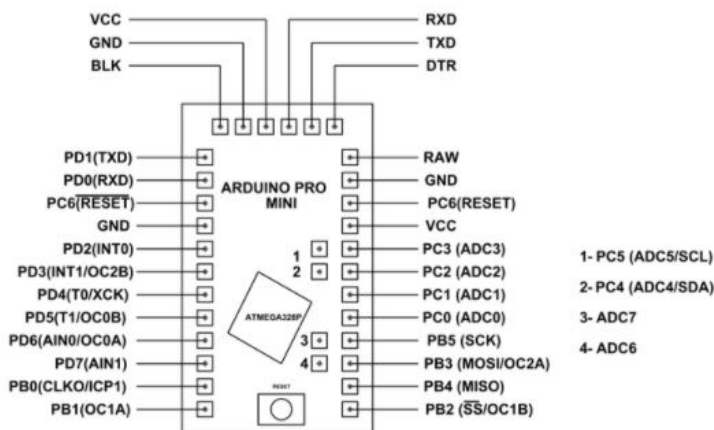 VCC
GND
BLK
RXD
TXD
DTR
PD1(TXD)
PD0(RXD)
PC6(RESET)
GND
PD2(INT0)
PD3(INT1/OC2B)
PD4(T0/XCK)
PD5(T1/OC0B)
PD6(AIN0/OC0A)
PD7(AIN1)
PB0(CLKO/ICP1)
PB1(OC1A)
ARDUINO PRO
MINI
1
2
ATMEGA328P
3
4
RESET
RAW
GND
PC6(RESET)
VCC
PC3 (ADC3)
PC2 (ADC2)
PC1 (ADC1)
PC0 (ADC0)
PB5 (SCK)
PB3 (MOSI/OC2A)
PB4 (MISO)
PB2 (SS/OC1B)
1- PC5 (ADC5/SCL)
2- PC4 (ADC4/SDA)
3- ADC7
4- ADC6